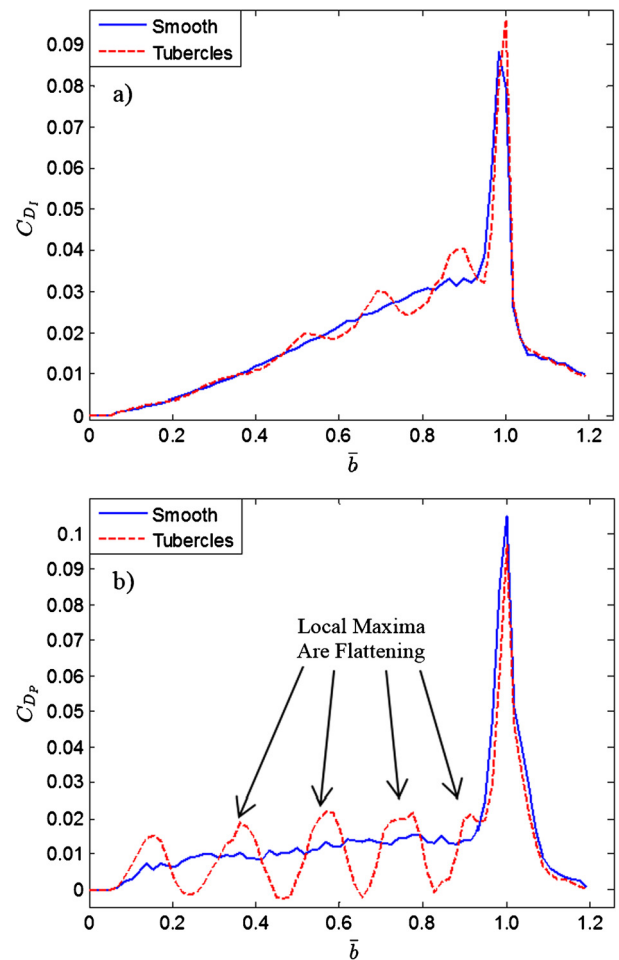 Smooth
Tubercles
a)
0.09
0.08
0.07
0.06
0.05
0.04
0.03
0.02
0.01
0
C_{D_I}
0 0.2 0.4 0.6 0.8 1.0 1.2
b̄
Smooth
Tubercles
b)
Local Maxima
Are Flattening
0.1
0.09
0.08
0.07
0.06
0.05
0.04
0.03
0.02
0.01
0
C_{D_P}
0 0.2 0.4 0.6 0.8 1.0 1.2
b̄